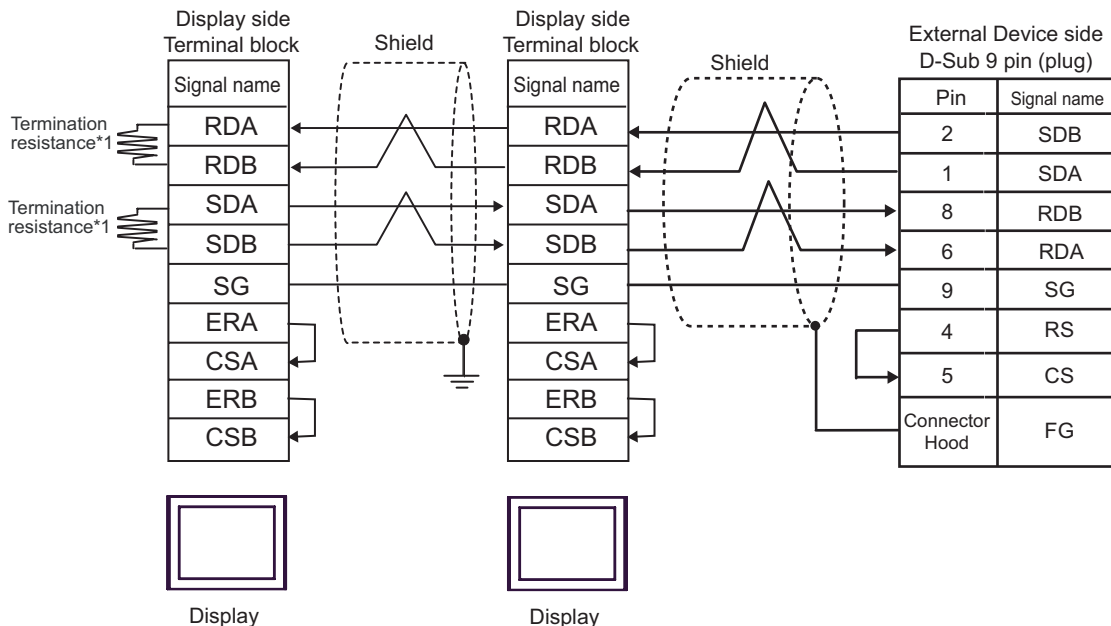 Display side
Terminal block
Signal name
RDA
RDB
SDA
SDB
SG
ERA
CSA
ERB
CSB
Termination
resistance*1
Termination
resistance*1
Shield
Display
Display side
Terminal block
Signal name
RDA
RDB
SDA
SDB
SG
ERA
CSA
ERB
CSB
Shield
Display
External Device side
D-Sub 9 pin (plug)
Pin Signal name
2 SDB
1 SDA
8 RDB
6 RDA
9 SG
4 RS
5 CS
Connector
Hood FG